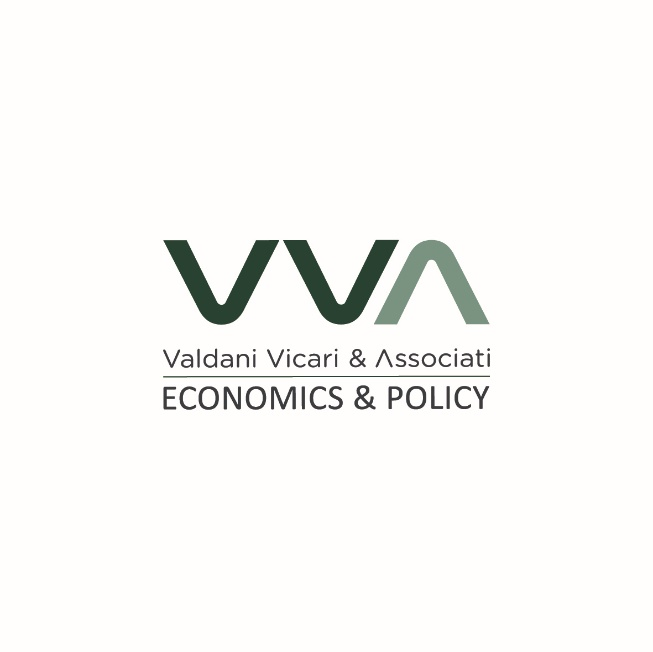 VVA
Valdani Vicari & Associati
ECONOMICS & POLICY